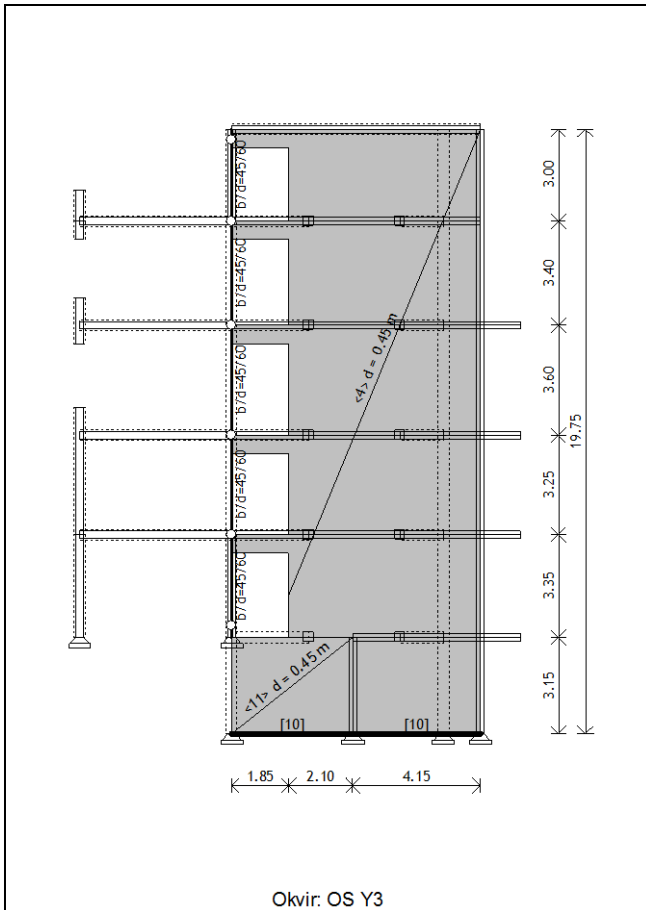 b/d=45/60
3.00
b/d=45/60
3.40
<4> d = 0.45 m
b/d=45/60
3.60
19.75
b/d=45/60
3.25
b/d=45/60
3.35
<11> d = 0.45 m
3.15
[10] [10]
1.85 2.10 4.15
Okvir: OS Y3